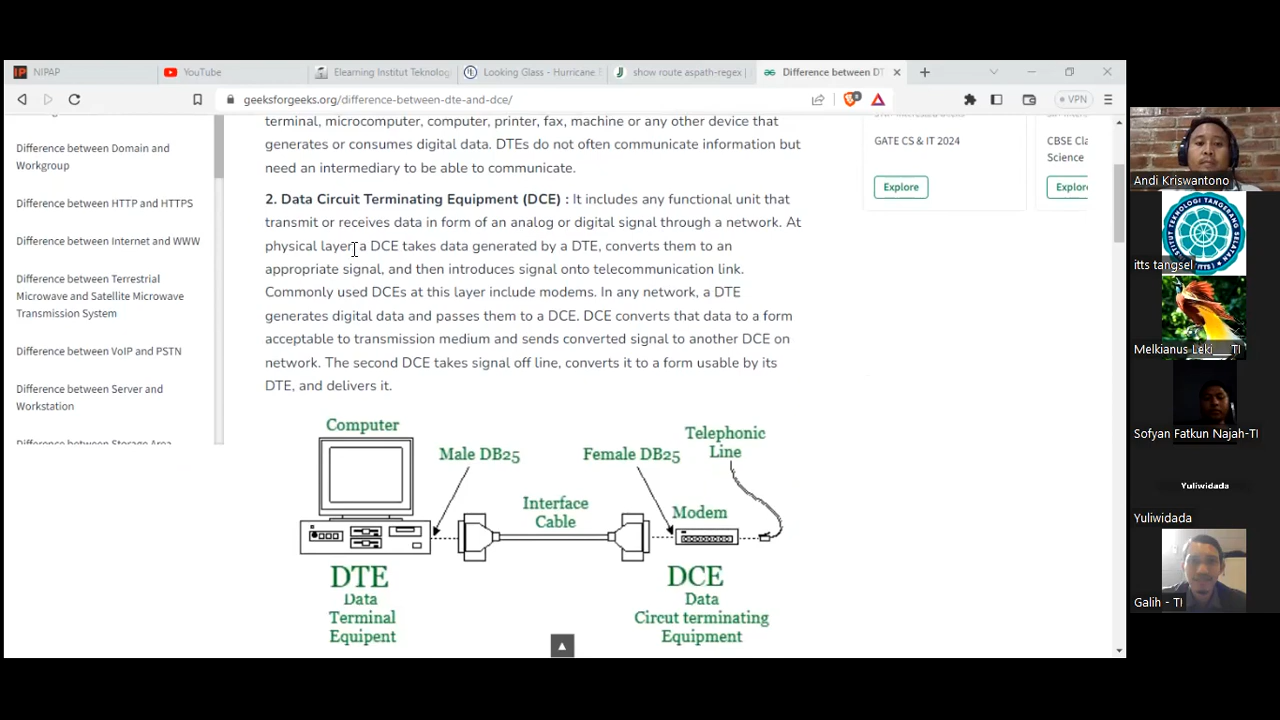 NIPAP
YouTube
Elearning Institut Teknolog
Looking Glass - Hurricane E
show route aspath-regex |
Difference between DT
geeksforgeeks.org/difference-between-dte-and-dce/
VPN
Difference between Domain and
Workgroup
Difference between HTTP and HTTPS
Difference between Internet and WWW
Difference between Terrestrial
Microwave and Satellite Microwave
Transmission System
Difference between VoIP and PSTN
Difference between Server and
Workstation
Difference between Storage Area
terminal, microcomputer, computer, printer, fax, machine or any other device that
generates or consumes digital data. DTEs do not often communicate information but
need an intermediary to be able to communicate.
2. Data Circuit Terminating Equipment (DCE) : It includes any functional unit that
transmit or receives data in form or an analog or digital signal through a network. At
physical layer, a DCE takes data generated by a DTE, converts them to an
appropriate signal, and then introduces signal onto telecommunication link.
Commonly used DCEs at this layer include modems. In any network, a DTE
generates digital data and passes them to a DCE. DCE converts that data to a form
acceptable to transmission medium and sends converted signal to another DCE on
network. The second DCE takes signal off line, converts it to a form usable by its
DTE, and delivers it.
Computer
Male DB25
Female DB25
Telephonic
Line
Interface
Cable
Modem
DTE
Data
Terminal
Equipent
DCE
Data
Circut terminating
Equipment
GATE CS & IT 2024
Explore
CBSE Cla
Science
Explore
Andi Kriswantono
itts tangsel
Melkianus Leki___TI
Sofyan Fatkun Najah-TI
Yuliwidada
Yuliwidada
Galih - TI